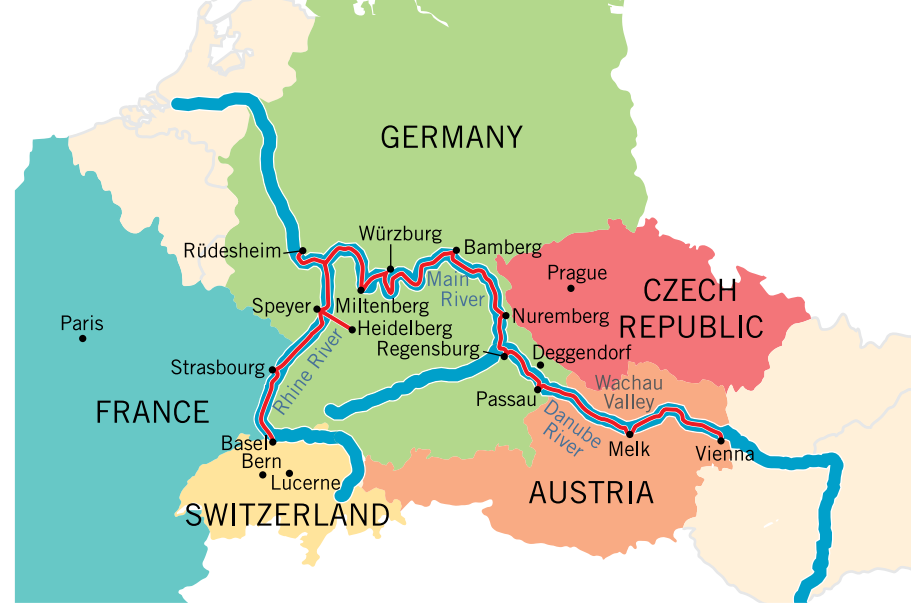 GERMANY
Würzburg
Rüdesheim
Bamberg
Main
River
Prague
CZECH
REPUBLIC
Speyer
Miltenberg
Nuremberg
Paris
Heidelberg
Regensburg
Deggendorf
Strasbourg
Rhine River
Wachau
Valley
Passau
FRANCE
Danube
River
Basel
Melk
Vienna
Bern
Lucerne
AUSTRIA
SWITZERLAND